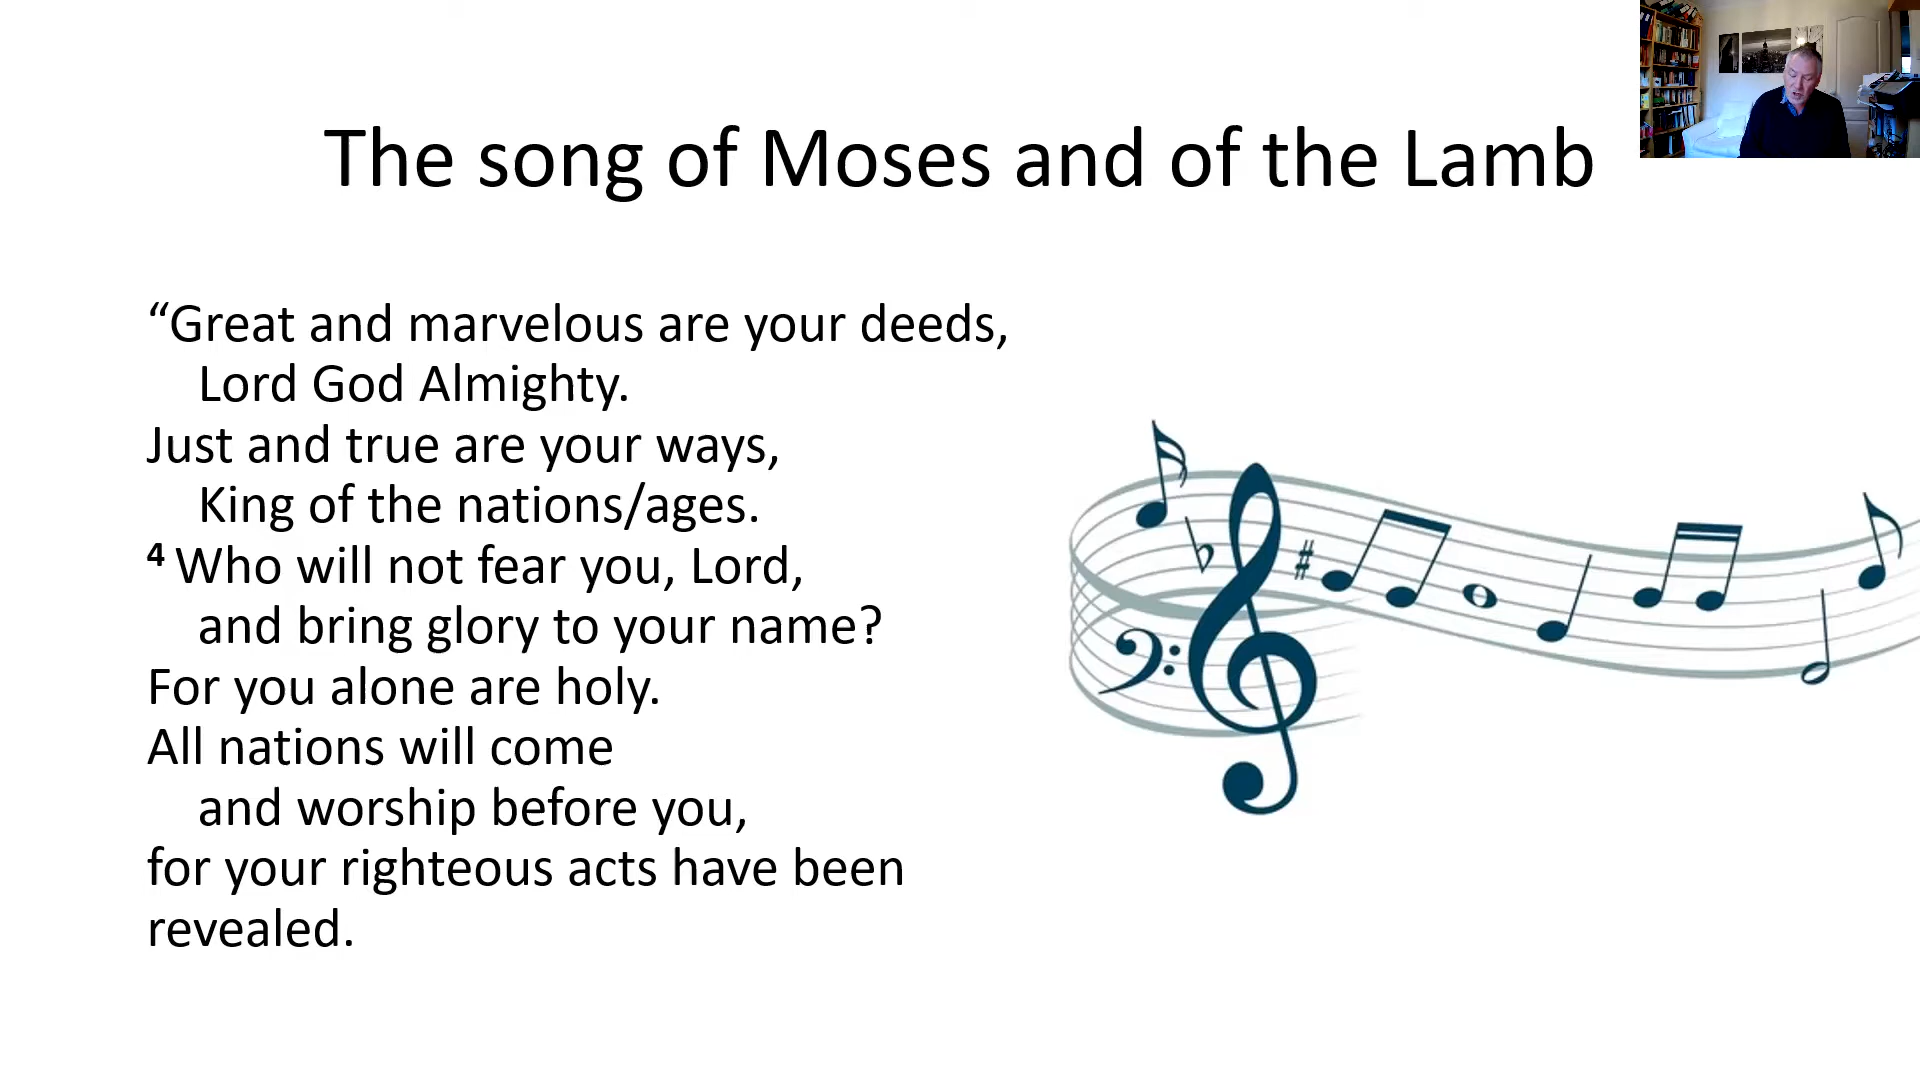 The song of Moses and of the Lamb
“Great and marvelous are your deeds,
Lord God Almighty.
Just and true are your ways,
King of the nations/ages.
4 Who will not fear you, Lord,
and bring glory to your name?
For you alone are holy.
All nations will come
and worship before you,
for your righteous acts have been
revealed.